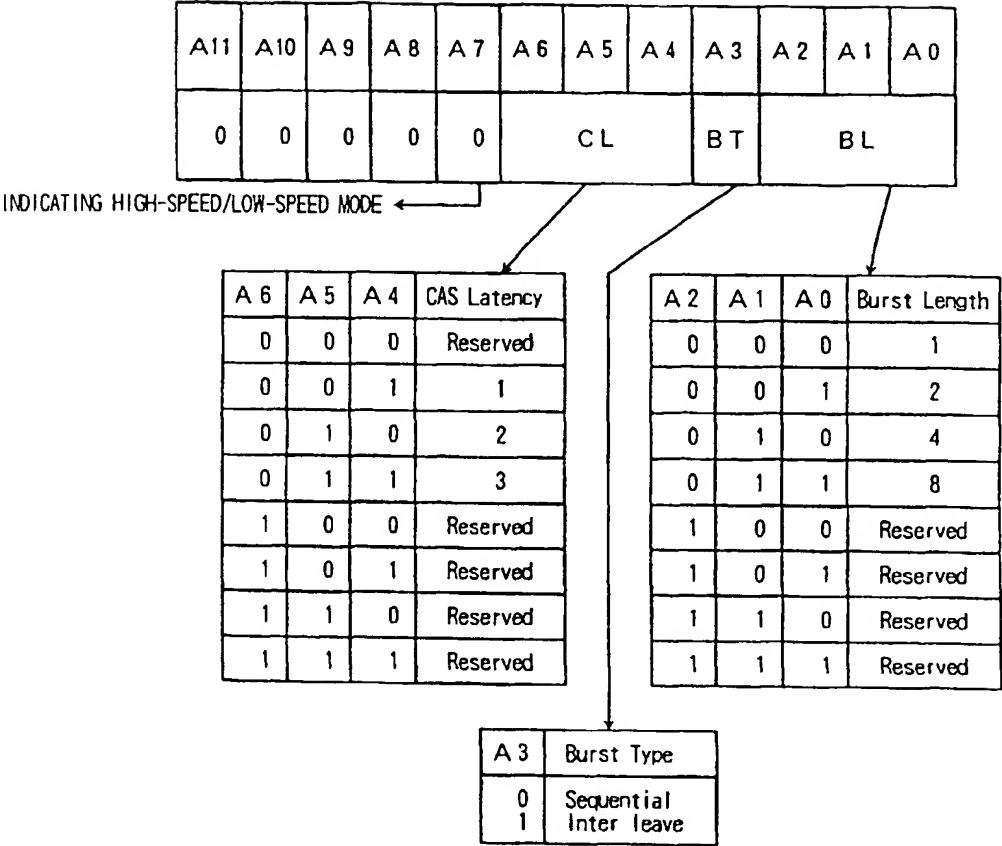 A11 A10 A9 A8 A7 A6 A5 A4 A3 A2 A1 A0
0 0 0 0 0 CL BT BL
INDICATING HIGH-SPEED/LOW-SPEED MODE
A6 A5 A4 CAS Latency
0 0 0 Reserved
0 0 1 1
0 1 0 2
0 1 1 3
1 0 0 Reserved
1 0 1 Reserved
1 1 0 Reserved
1 1 1 Reserved
A2 A1 A0 Burst Length
0 0 0 1
0 0 1 2
0 1 0 4
0 1 1 8
1 0 0 Reserved
1 0 1 Reserved
1 1 0 Reserved
1 1 1 Reserved
A3 Burst Type
0 Sequential
1 Inter leave